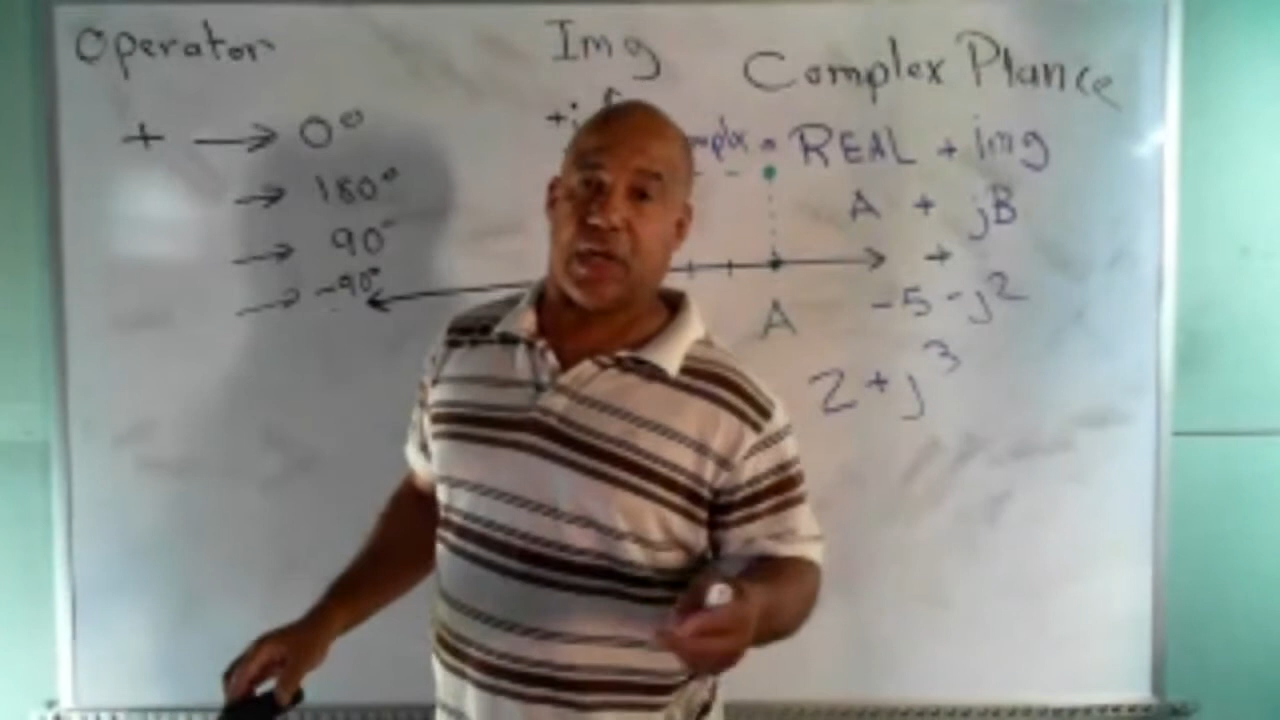 Operator
+ → 0°
→ 180°
→ 90°
→ -90°
Img
+j
Complex Plance
REAL + img
A + jB
+
A
-5-j2
2+j3